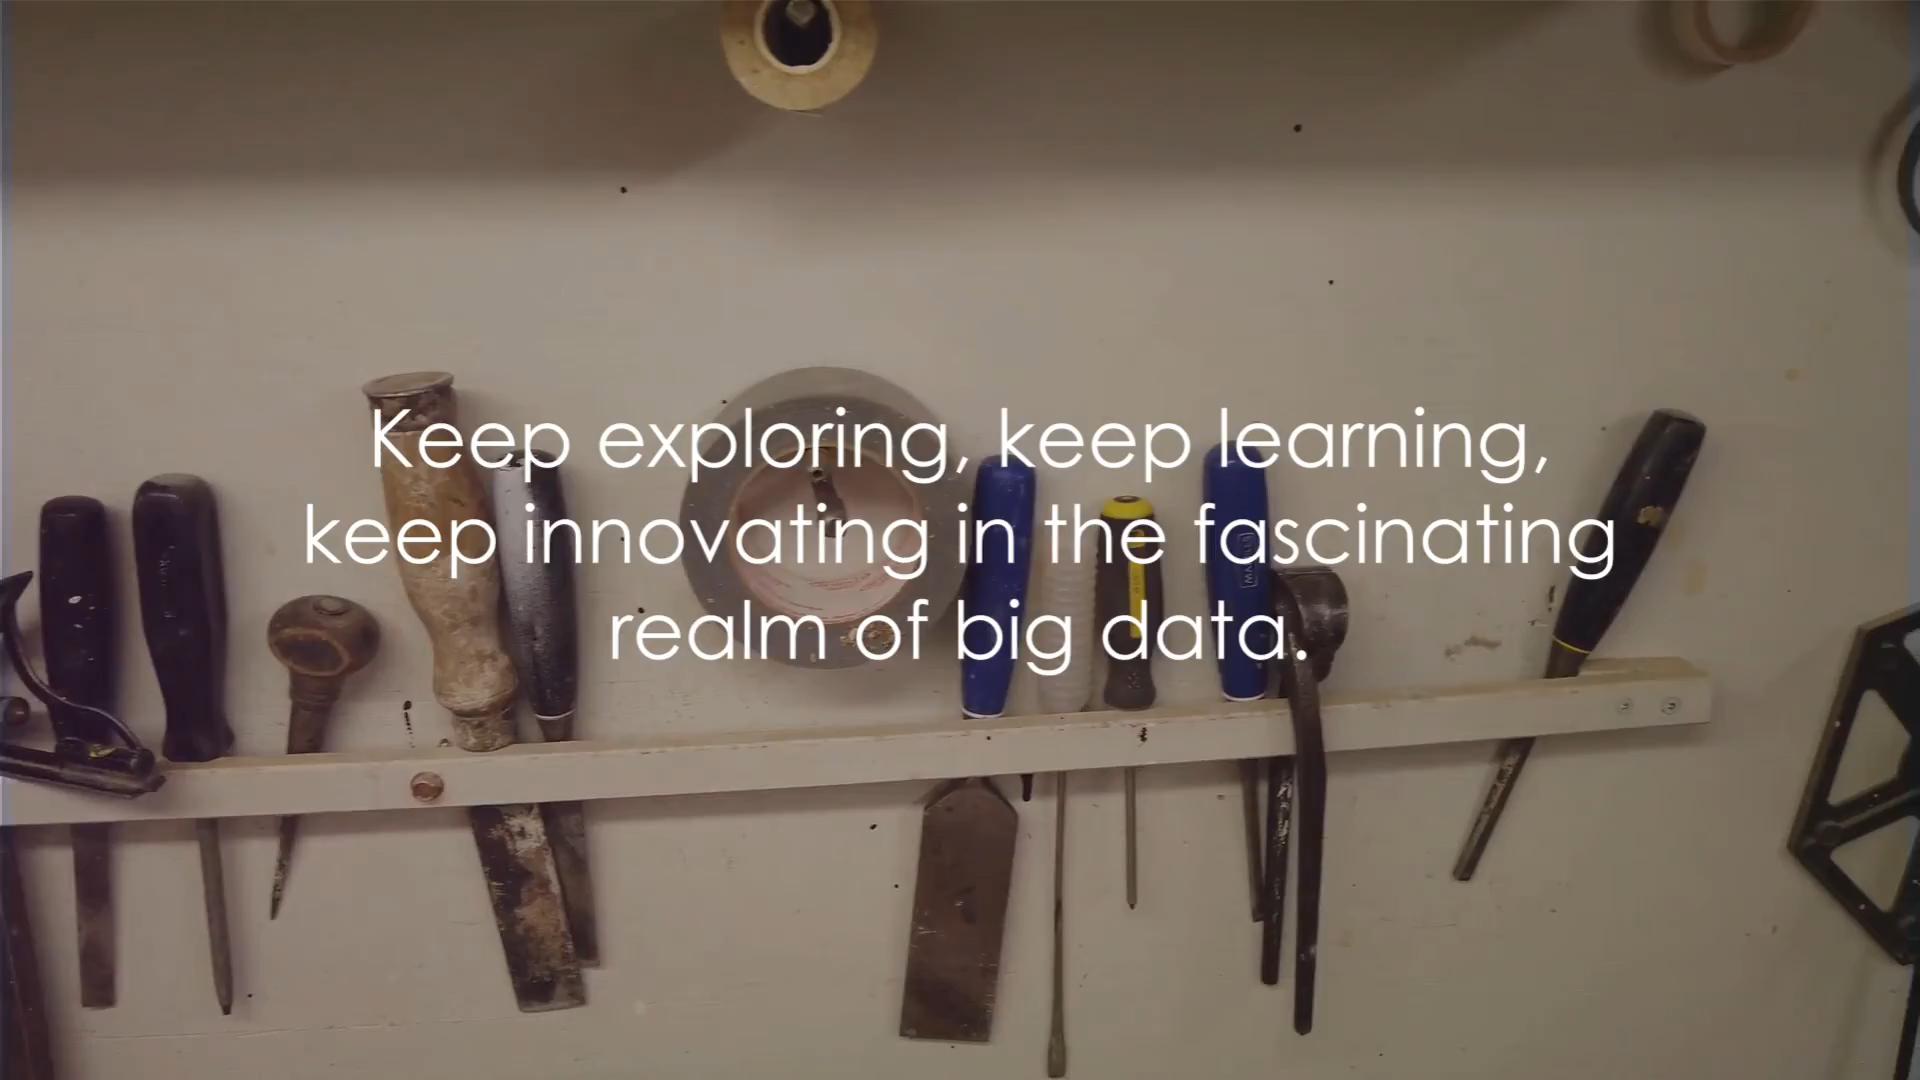 Keep exploring, keep learning,
keep innovating in the fascinating
realm of big data.